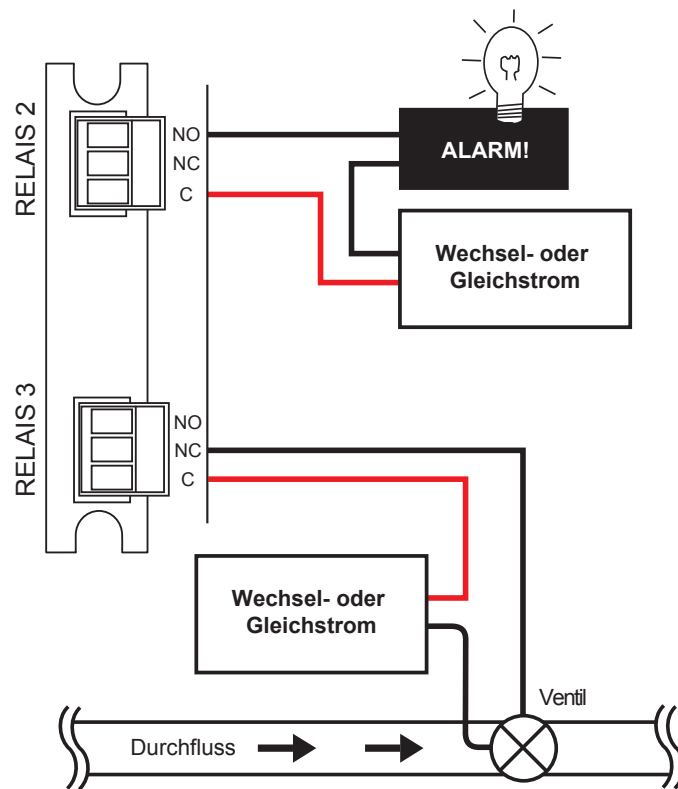 RELAIS 2
NO
NC
C
ALARM!
Wechsel- oder
Gleichstrom
RELAIS 3
NO
NC
C
Wechsel- oder
Gleichstrom
Ventil
Durchfluss